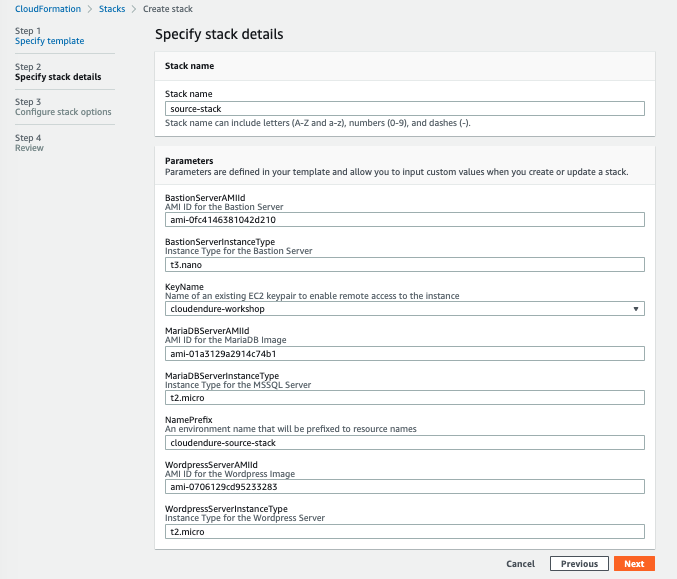 CloudFormation > Stacks > Create stack
Step 1
Specify template
Step 2
Specify stack details
Step 3
Configure stack options
Step 4
Review
Specify stack details
Stack name
Stack name
source-stack
Stack name can include letters (A-Z and a-z), numbers (0-9), and dashes (-).
Parameters
Parameters are defined in your template and allow you to input custom values when you create or update a stack.
BastionServerAMIId
AMI ID for the Bastion Server
ami-0fc4146381042d210
BastionServerInstanceType
Instance Type for the Bastion Server
t3.nano
KeyName
Name of an existing EC2 keypair to enable remote access to the instance
cloudendure-workshop
MariaDBServerAMIId
AMI ID for the MariaDB Image
ami-01a3129a2914c74b1
MariaDBServerInstanceType
Instance Type for the MSSQL Server
t2.micro
NamePrefix
An environment name that will be prefixed to resource names
cloudendure-source-stack
WordpressServerAMIId
AMI ID for the Wordpress Image
ami-0706129cd95233283
WordpressServerInstanceType
Instance Type for the Wordpress Server
t2.micro
Cancel Previous Next